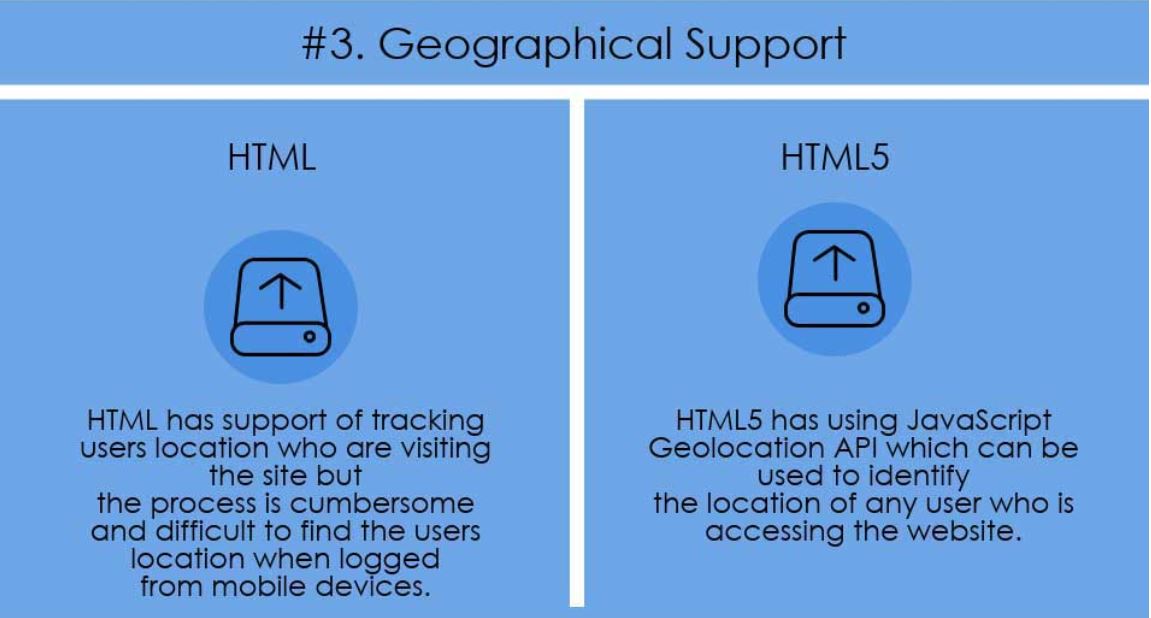 #3. Geographical Support
HTML
HTML has support of tracking
users location who are visiting
the site but
the process is cumbersome
and difficult to find the users
location when logged
from mobile devices.
HTML5
HTML5 has using JavaScript
Geolocation API which can be
used to identify
the location of any user who is
accessing the website.